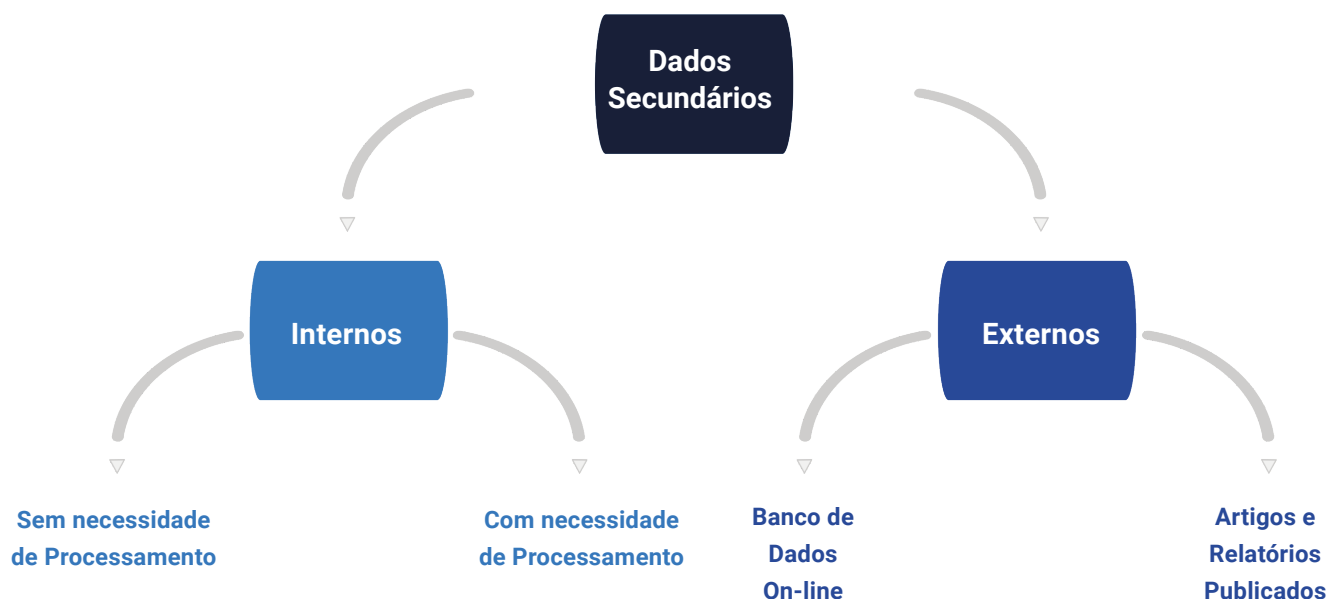 Dados
Secundários
Internos
Externos
Sem necessidade
de Processamento
Com necessidade
de Processamento
Banco de
Dados
On-line
Artigos e
Relatórios
Publicados